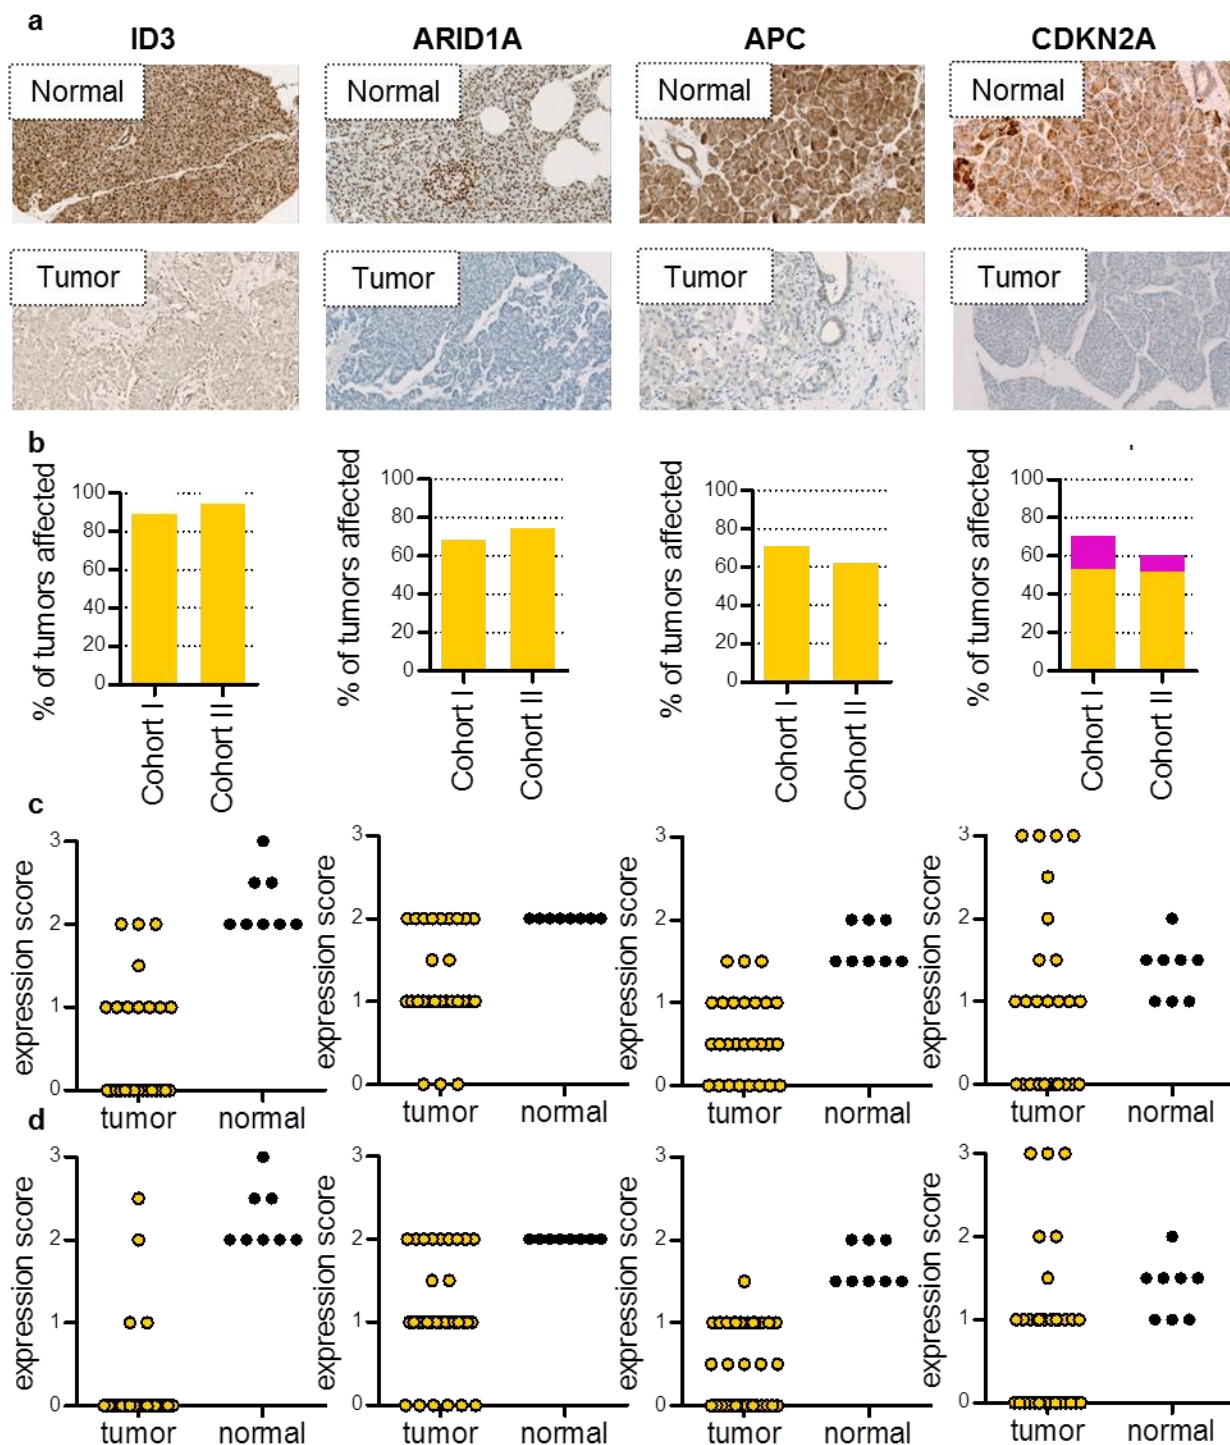 a
ID3 ARID1A APC CDKN2A
Normal Normal Normal Normal
Tumor Tumor Tumor Tumor
b
% of tumors affected
100
80
60
40
20
0
Cohort I
Cohort II
% of tumors affected
100
80
60
40
20
0
Cohort I
Cohort II
% of tumors affected
100
80
60
40
20
0
Cohort I
Cohort II
% of tumors affected
100
80
60
40
20
0
Cohort I
Cohort II
c
expression score
3
2
1
0
tumor normal
expression score
3
2
1
0
tumor normal
expression score
3
2
1
0
tumor normal
expression score
3
2
1
0
tumor normal
d
expression score
3
2
1
0
tumor normal
expression score
3
2
1
0
tumor normal
expression score
3
2
1
0
tumor normal
expression score
3
2
1
0
tumor normal